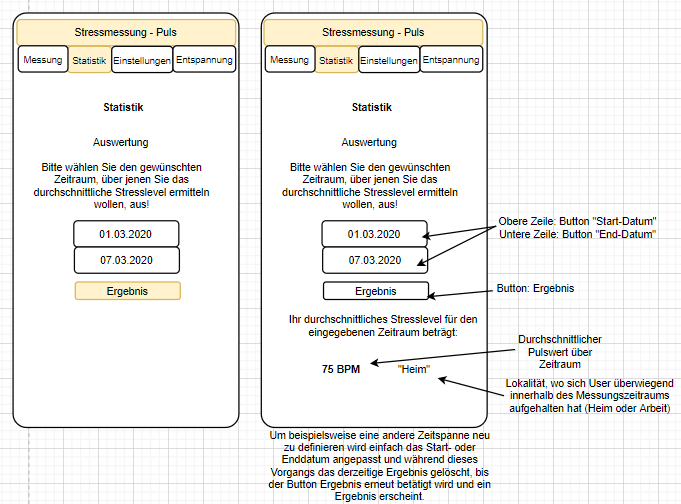 Stressmessung - Puls
Messung
Statistik
Einstellungen
Entspannung
Statistik
Auswertung
Bitte wählen Sie den gewünschten
Zeitraum, über jenen Sie das
durchschnittliche Stresslevel ermitteln
wollen, aus!
01.03.2020
07.03.2020
Ergebnis
Stressmessung - Puls
Messung
Statistik
Einstellungen
Entspannung
Statistik
Auswertung
Bitte wählen Sie den gewünschten
Zeitraum, über jenen Sie das
durchschnittliche Stresslevel ermitteln
wollen, aus!
01.03.2020
07.03.2020
Ergebnis
Ihr durchschnittliches Stresslevel für den
eingegebenen Zeitraum beträgt:
75 BPM
"Heim"
Obere Zeile: Button "Start-Datum"
Untere Zeile: Button "End-Datum"
Button: Ergebnis
Durchschnittlicher
Pulswert über
Zeitraum
Lokalität, wo sich User überwiegend
innerhalb des Messungszeitraums
aufgehalten hat (Heim oder Arbeit)
Um beispielsweise eine andere Zeitspanne neu
zu definieren wird einfach das Start- oder
Enddatum angepasst und während dieses
Vorgangs das derzeitige Ergebnis gelöscht, bis
der Button Ergebnis erneut betätigt wird und ein
Ergebnis erscheint.